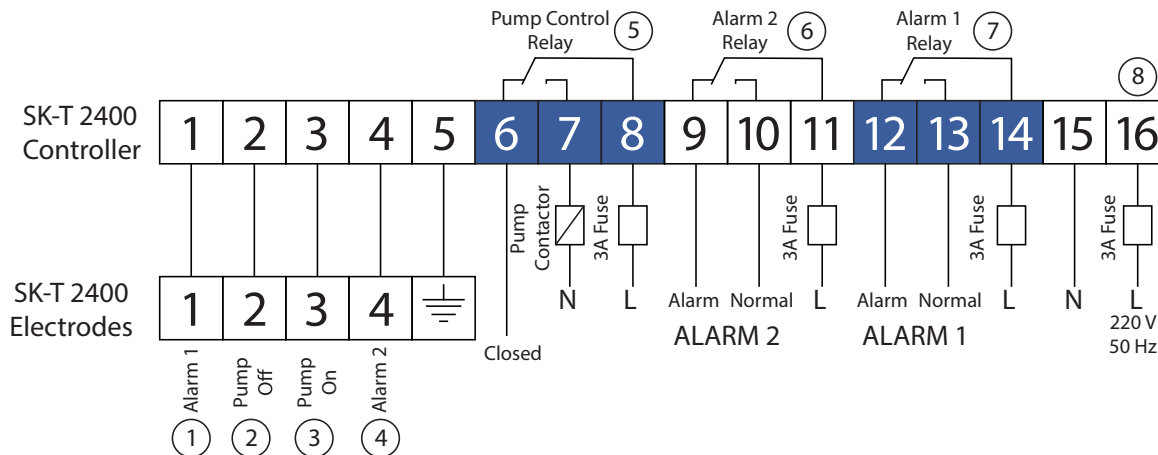 Pump Control
Relay
5
Alarm 2
Relay
6
Alarm 1
Relay
7
8
SK-T 2400
Controller
1 2 3 4 5 6 7 8 9 10 11 12 13 14 15 16
Pump
Contactor
3A Fuse
3A Fuse
3A Fuse
3A Fuse
SK-T 2400
Electrodes
1 2 3 4
N
L
Alarm
Normal
L
Alarm
Normal
L
N
L
Closed
ALARM 2
ALARM 1
220 V
50 Hz
Alarm 1
Pump
Off
Pump
On
Alarm 2
1
2
3
4